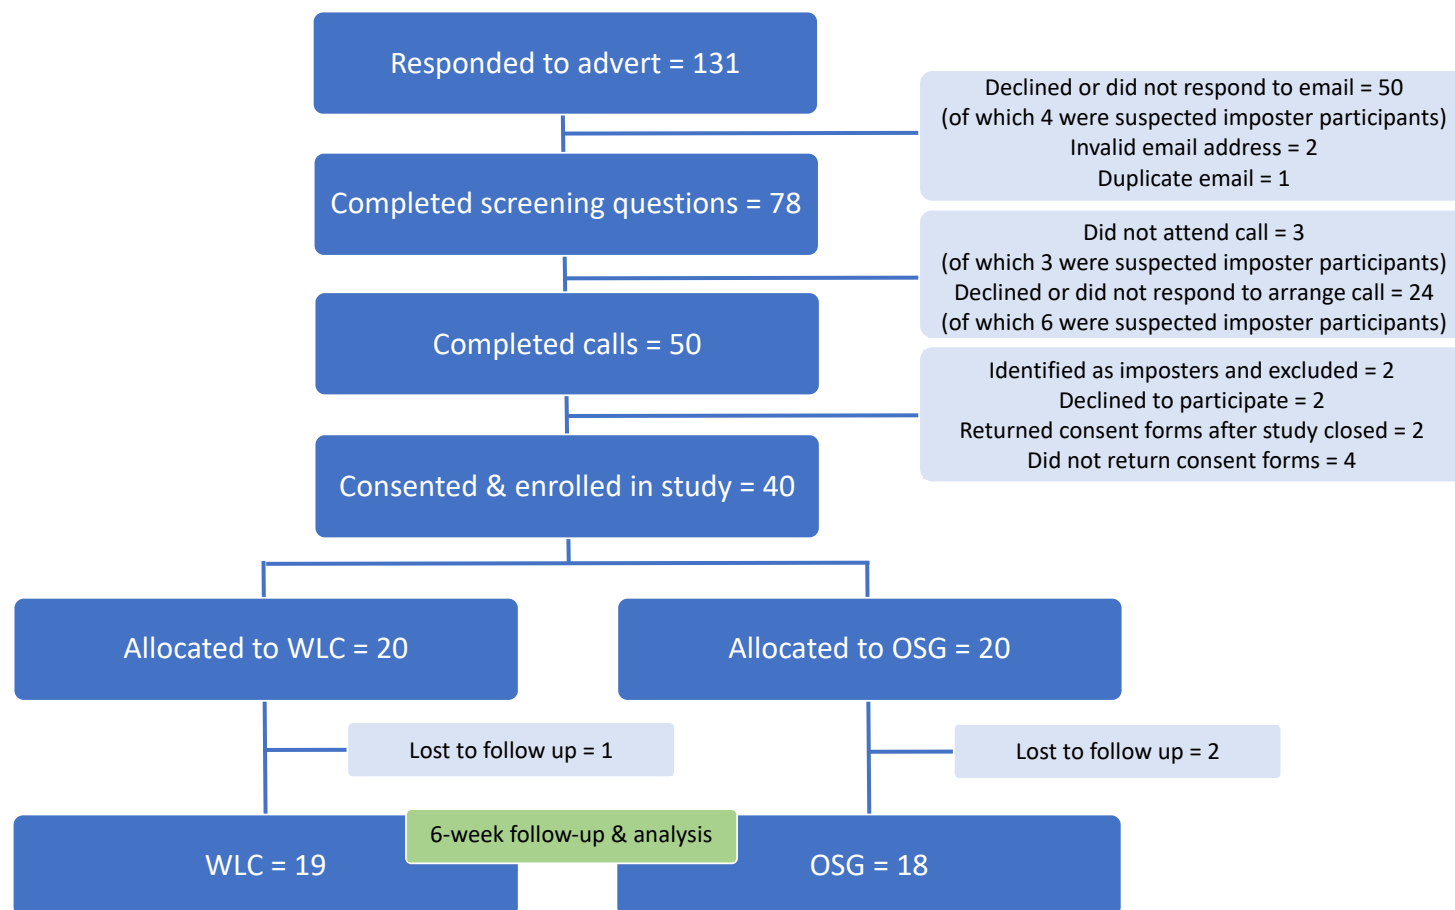 Responded to advert = 131
Declined or did not respond to email = 50
(of which 4 were suspected imposter participants)
Invalid email address = 2
Duplicate email = 1
Completed screening questions = 78
Did not attend call = 3
(of which 3 were suspected imposter participants)
Declined or did not respond to arrange call = 24
(of which 6 were suspected imposter participants)
Completed calls = 50
Identified as imposters and excluded = 2
Declined to participate = 2
Returned consent forms after study closed = 2
Did not return consent forms = 4
Consented & enrolled in study = 40
Allocated to WLC = 20
Allocated to OSG = 20
Lost to follow up = 1
Lost to follow up = 2
6-week follow-up & analysis
WLC = 19
OSG = 18